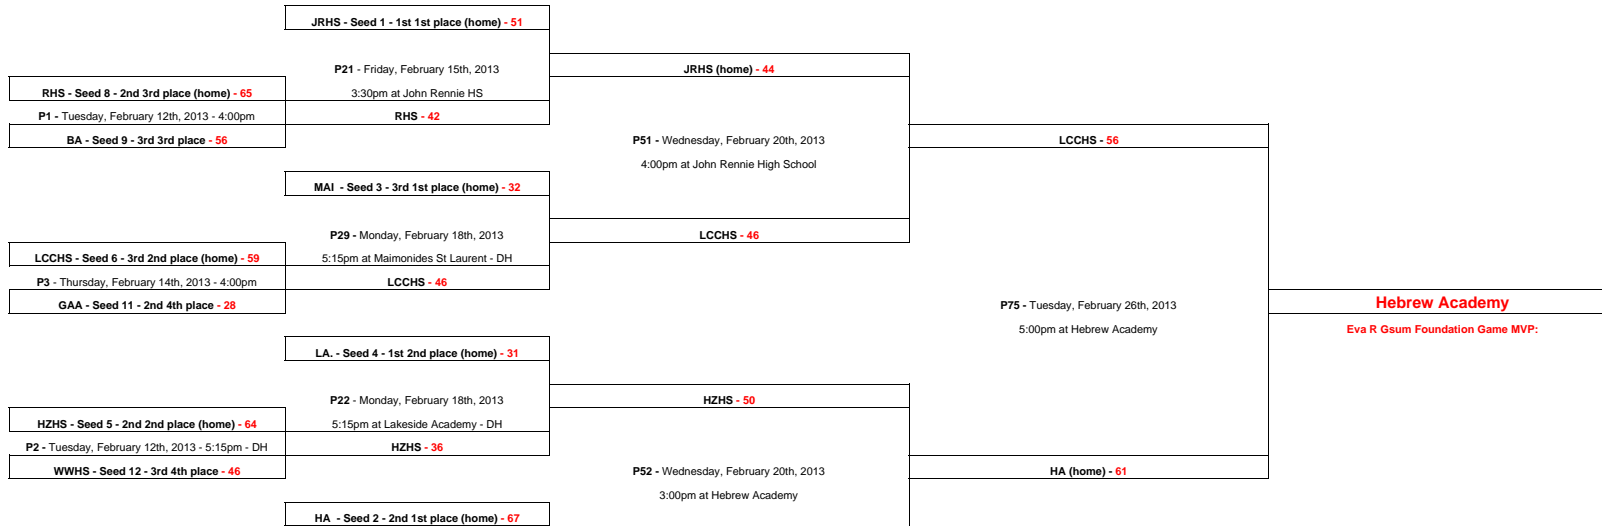 JRHS - Seed 1 - 1st 1st place (home) - 51
P21 - Friday, February 15th, 2013
JRHS (home) - 44
RHS - Seed 8 - 2nd 3rd place (home) - 65
3:30pm at John Rennie HS
P1 - Tuesday, February 12th, 2013 - 4:00pm
RHS - 42
BA - Seed 9 - 3rd 3rd place - 56
P51 - Wednesday, February 20th, 2013
LCCHS - 56
4:00pm at John Rennie High School
MAI - Seed 3 - 3rd 1st place (home) - 32
P29 - Monday, February 18th, 2013
LCCHS - 46
LCCHS - Seed 6 - 3rd 2nd place (home) - 59
5:15pm at Maimonides St Laurent - DH
P3 - Thursday, February 14th, 2013 - 4:00pm
LCCHS - 46
GAA - Seed 11 - 2nd 4th place - 28
P75 - Tuesday, February 26th, 2013
Hebrew Academy
5:00pm at Hebrew Academy
Eva R Gsum Foundation Game MVP:
LA. - Seed 4 - 1st 2nd place (home) - 31
P22 - Monday, February 18th, 2013
HZHS - 50
HZHS - Seed 5 - 2nd 2nd place (home) - 64
5:15pm at Lakeside Academy - DH
P2 - Tuesday, February 12th, 2013 - 5:15pm - DH
HZHS - 36
WWHS - Seed 12 - 3rd 4th place - 46
P52 - Wednesday, February 20th, 2013
HA (home) - 61
3:00pm at Hebrew Academy
HA - Seed 2 - 2nd 1st place (home) - 67